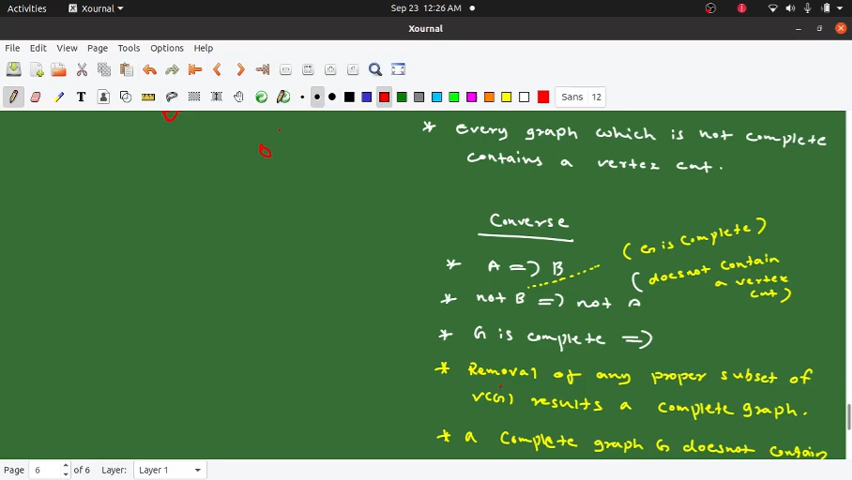 Activities
Xournal
Sep 23 12:26 AM
Xournal
File Edit View Page Tools Options Help
T
Sans 12
* every graph which is not complete
contains a vertex cut.
Converse
(G is complete)
* A => B
(doesnot contain
a vertex
cut)
* not B => not A
* G is complete =>
* Removal of any proper subset of
V(G) results a complete graph.
* a complete graph G doesnot contain
Page 6 of 6 Layer: Layer 1